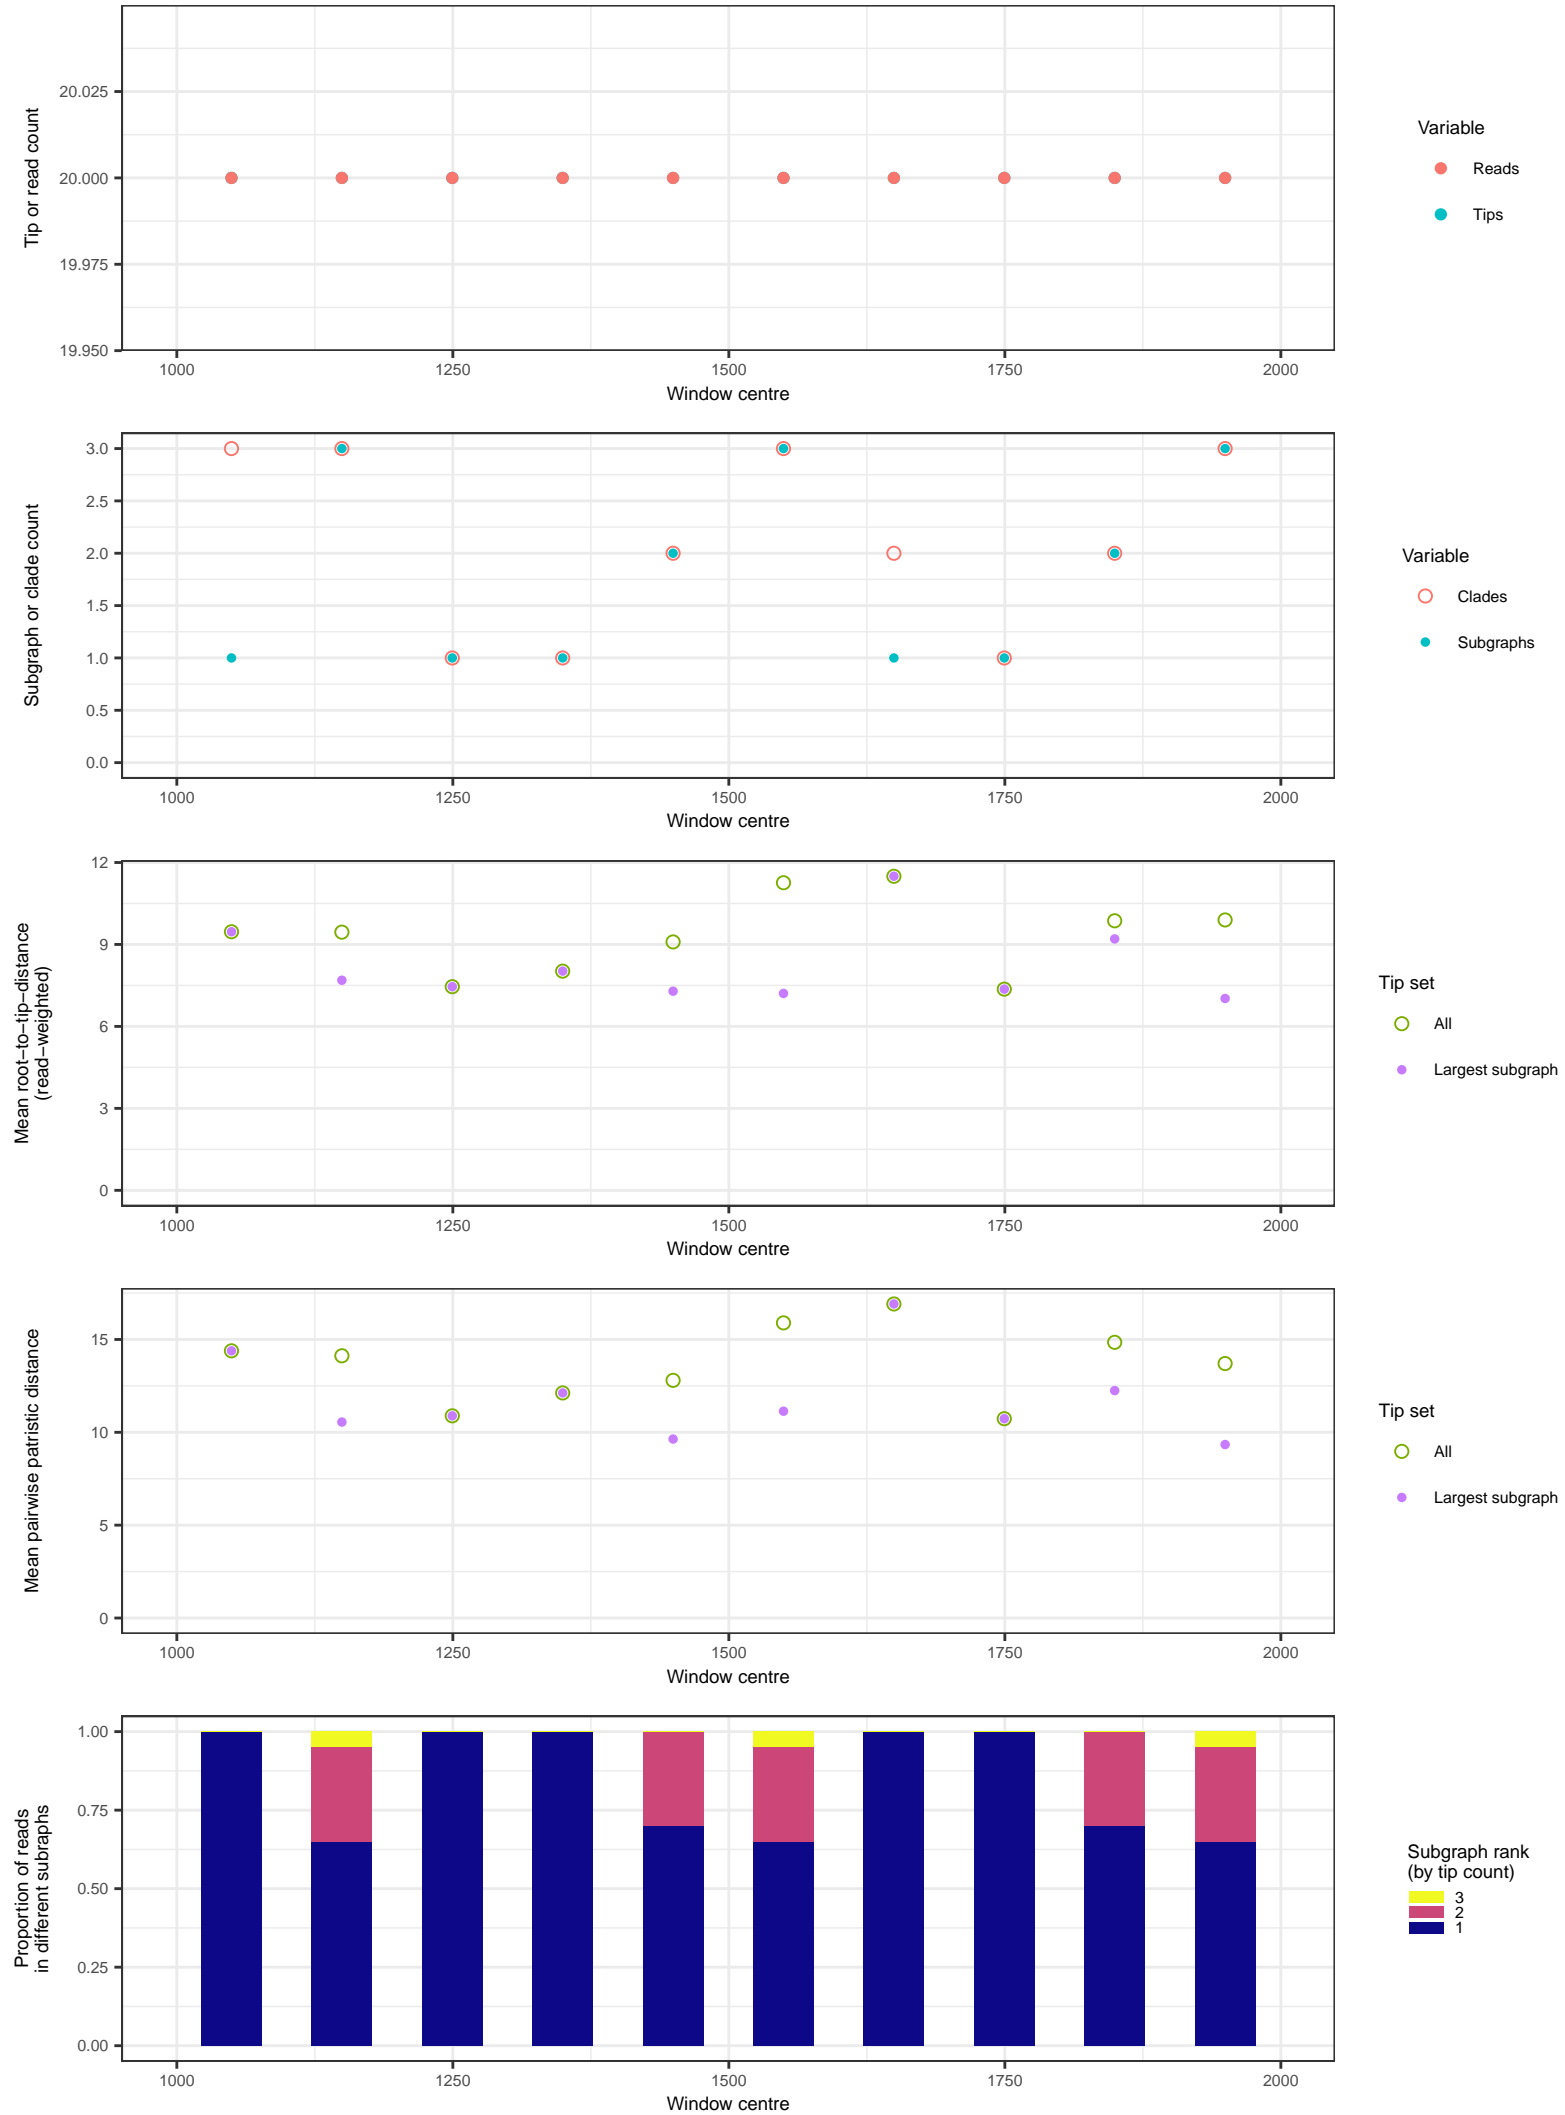 Tip or read count
20.025
20.000
19.975
19.950
1000 1250 1500 1750 2000
Window centre
Variable
Reads
Tips
Subgraph or clade count
3.0
2.5
2.0
1.5
1.0
0.5
0.0
1000 1250 1500 1750 2000
Window centre
Variable
Clades
Subgraphs
Mean root−to−tip−distance
(read−weighted)
12
9
6
3
0
1000 1250 1500 1750 2000
Window centre
Tip set
All
Largest subgraph
Mean pairwise patristic distance
15
10
5
0
1000 1250 1500 1750 2000
Window centre
Tip set
All
Largest subgraph
Proportion of reads
in different subraphs
1.00
0.75
0.50
0.25
0.00
1000 1250 1500 1750 2000
Window centre
Subgraph rank
(by tip count)
3
2
1